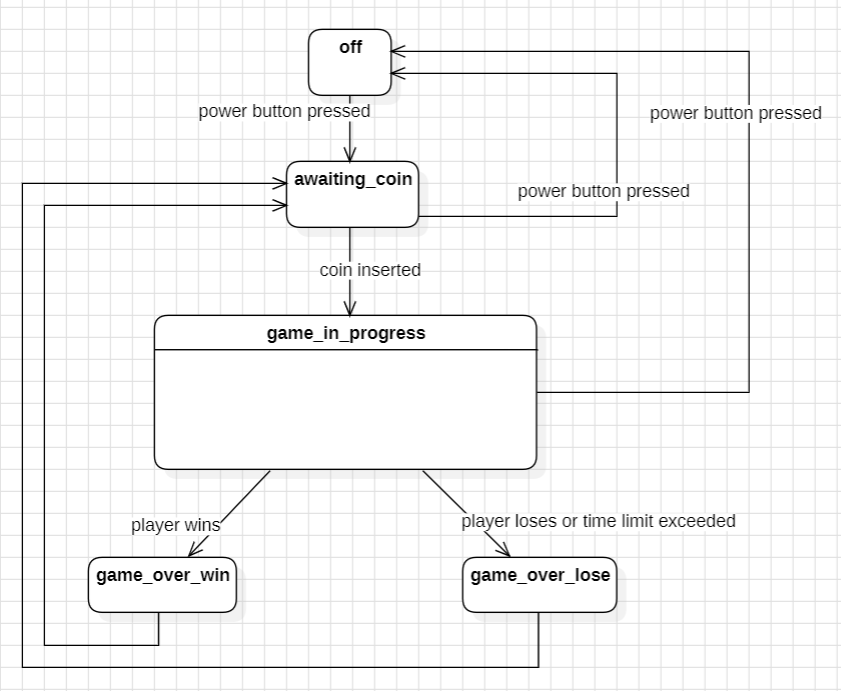 off
power button pressed
power button pressed
awaiting_coin
power button pressed
coin inserted
game_in_progress
player wins
player loses or time limit exceeded
game_over_win
game_over_lose